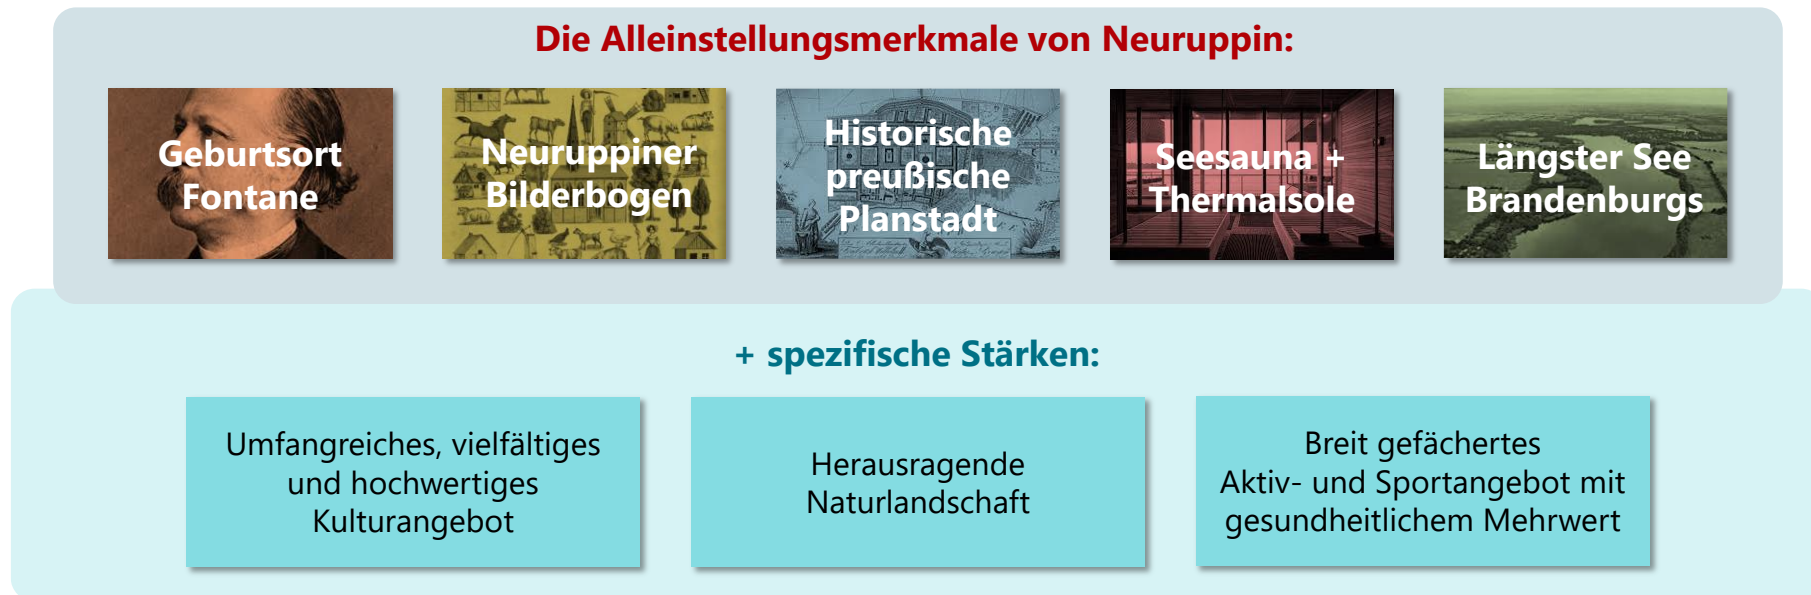 Die Alleinstellungsmerkmale von Neuruppin:
Geburtsort
Fontane
Neuruppiner
Bilderbogen
Historische
preußische
Planstadt
Seesauna +
Thermalsole
Längster See
Brandenburgs
+ spezifische Stärken:
Umfangreiches, vielfältiges
und hochwertiges
Kulturangebot
Herausragende
Naturlandschaft
Breit gefächertes
Aktiv- und Sportangebot mit
gesundheitlichem Mehrwert